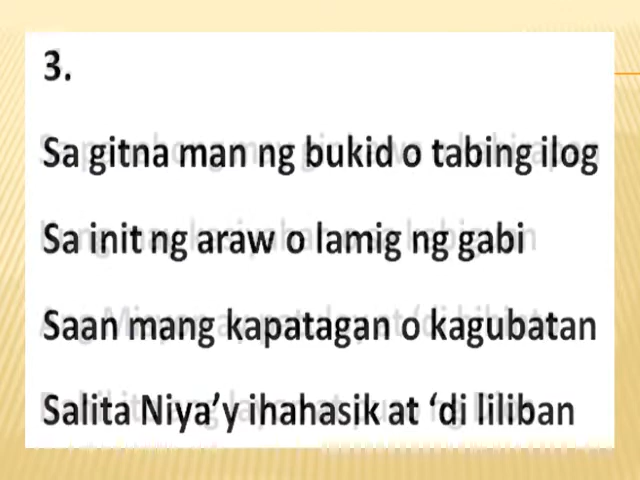 3.
Sa gitna man ng bukid o tabing ilog
Sa init ng araw o lamig ng gabi
Saan mang kapatagan o kagubatan
Salita Niya’y ihahasik at ‘di liliban